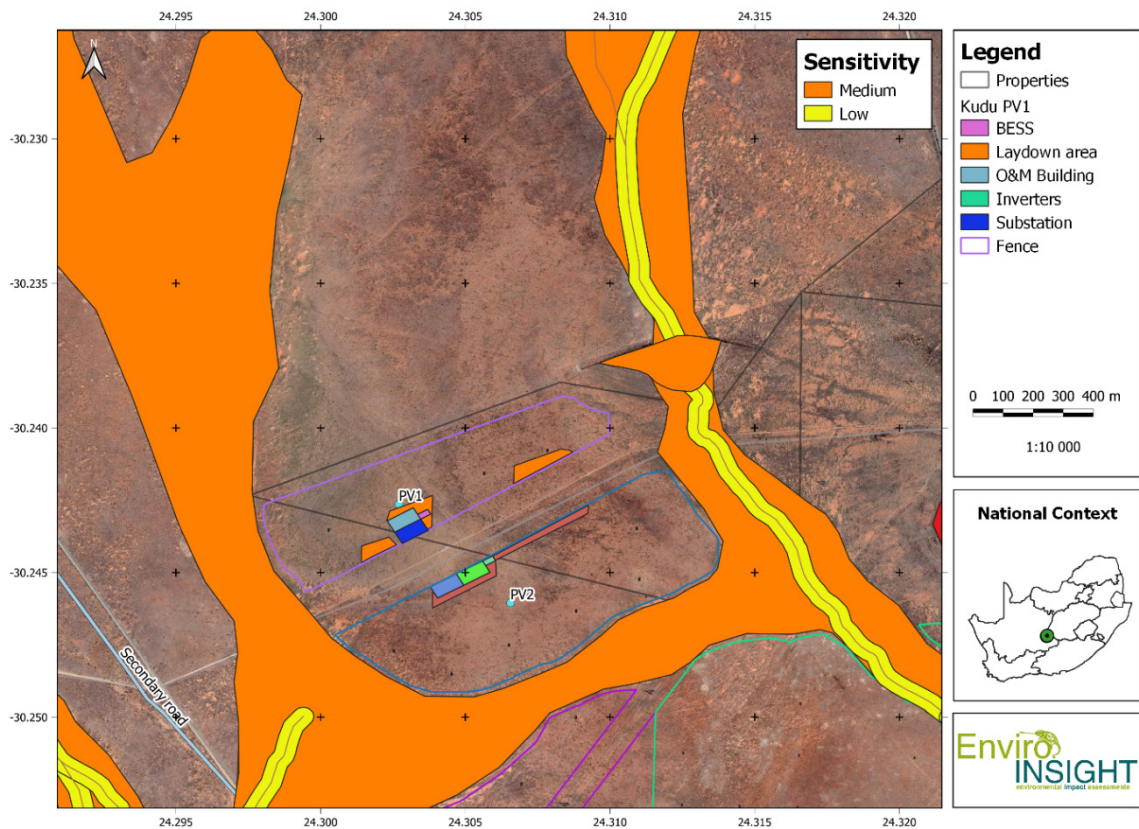 24.295 24.300 24.305 24.310 24.315 24.320
N
Sensitivity
Medium
Low
-30.230
-30.235
-30.240
-30.245
-30.250
PV1
PV2
Secondary road
24.295 24.300 24.305 24.310 24.315 24.320
Legend
Properties
Kudu PV1
BESS
Laydown area
O&M Building
Inverters
Substation
Fence
0 100 200 300 400 m
1:10 000
National Context
Enviro
INSIGHT
environmental impact assessments